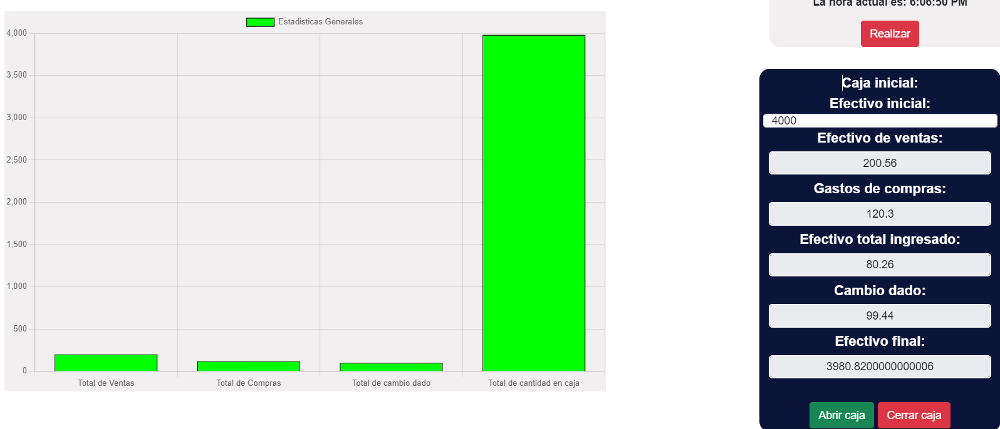 Estadisticas Generales
4,000
3,500
3,000
2,500
2,000
1,500
1,000
500
0
Total de Ventas
Total de Compras
Total de cambio dado
Total de cantidad en caja
La hora actual es: 6:06:50 PM
Realizar
Caja inicial:
Efectivo inicial:
4000
Efectivo de ventas:
200.56
Gastos de compras:
120.3
Efectivo total ingresado:
80.26
Cambio dado:
99.44
Efectivo final:
3980.8200000000006
Abrir caja
Cerrar caja